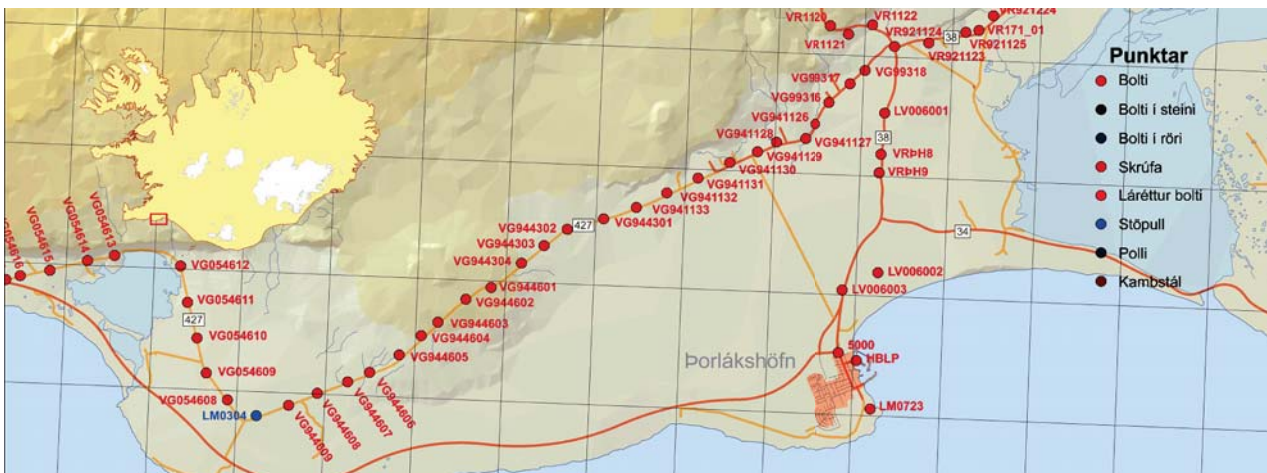 VR1120
VR1122
VR921224
VR1121
VR921124
38
VR171_01
VR921125
VR921123
VG99317
VG99318
VG99316
LV006001
VG941126
VG941128
38
VG941127
VRÞH8
VG941129
VG941130
VRÞH9
VG941131
VG941132
VG941133
VG944302
427
VG944301
34
VG944303
VG944304
VG054613
VG054614
VG054615
VG054616
VG054612
VG944601
LV006002
LV006003
VG944602
VG054611
427
VG944603
VG944604
VG054610
VG944605
5000
HBLP
Þorlákshöfn
VG054609
VG944606
VG944607
VG054608
VG944608
LM0304
VG944609
LM0723
Punktar
Bolti
Bolti í steini
Bolti í röri
Skrúfa
Láréttur bolti
Stöpull
Polli
Kambstál